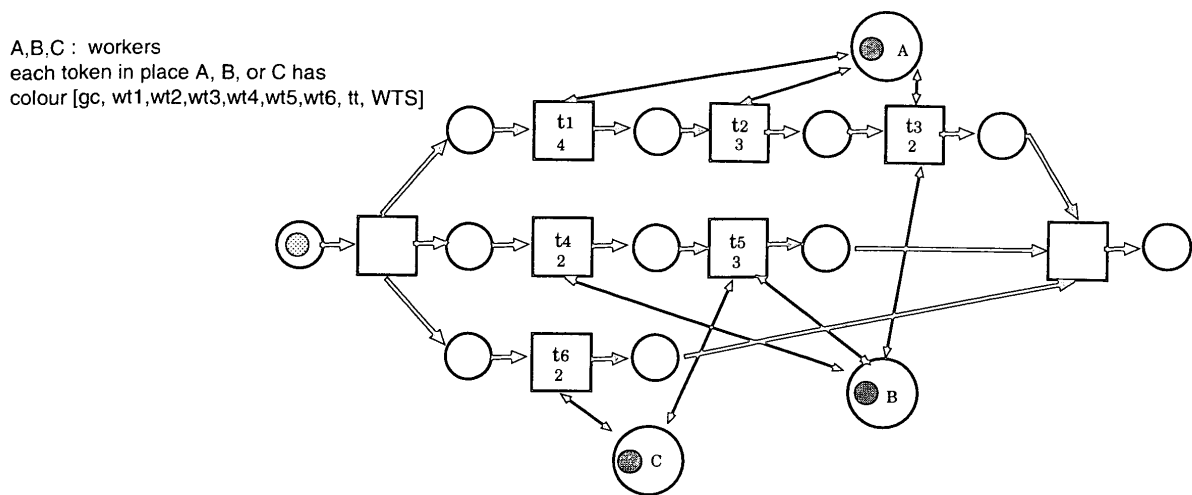 A,B,C : workers
each token in place A, B, or C has
colour [gc, wt1,wt2,wt3,wt4,wt5,wt6, tt, WTS]
A
t1
4
t2
3
t3
2
t4
2
t5
3
t6
2
B
C